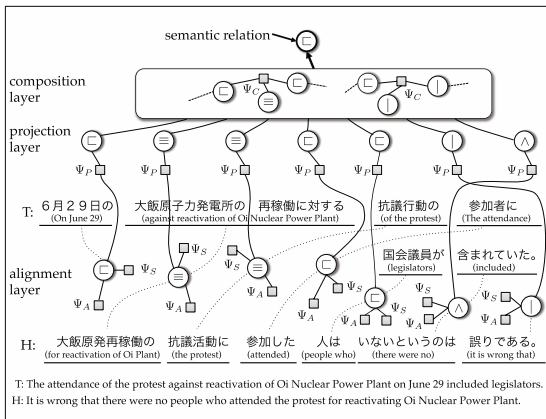 semantic relation
⊏
composition layer
⊏ Ψ_C ⊏ ≡
⊏ Ψ_C | |
projection layer
⊏ ≡ ≡ ⊏ ⊏ | ∧
Ψ_P Ψ_P Ψ_P Ψ_P Ψ_P Ψ_P Ψ_P
T: 6月29日の 大飯原子力発電所の 再稼働に対する 抗議行動の 参加者に
(On June 29) (against reactivation of Oi Nuclear Power Plant) (of the protest) (The attendance)
国会議員が 含まれていた。
(legislators) (included)
alignment layer
⊏ Ψ_S Ψ_A
≡ Ψ_S Ψ_A
≡ Ψ_S Ψ_A
⊏ Ψ_A
⊏ Ψ_S Ψ_A
∧ Ψ_S Ψ_A
| Ψ_S Ψ_A
H: 大飯原発再稼働の 抗議活動に 参加した 人は いないというのは 誤りである。
(for reactivation of Oi Plant) (the protest) (attended) (people who) (there were no) (it is wrong that)
T: The attendance of the protest against reactivation of Oi Nuclear Power Plant on June 29 included legislators.
H: It is wrong that there were no people who attended the protest for reactivating Oi Nuclear Power Plant.